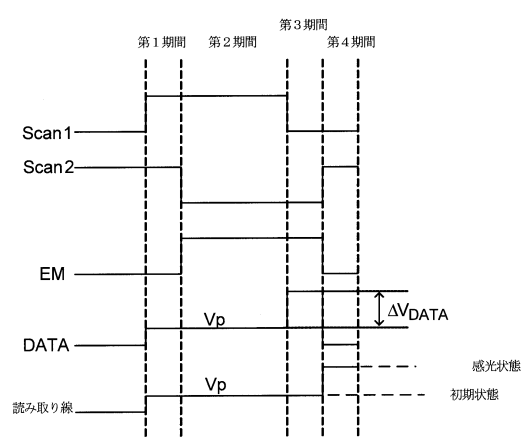 第１期間
第２期間
第３期間
第４期間
Scan1
Scan2
EM
Vp
ΔVDATA
DATA
感光状態
Vp
初期状態
読み取り線